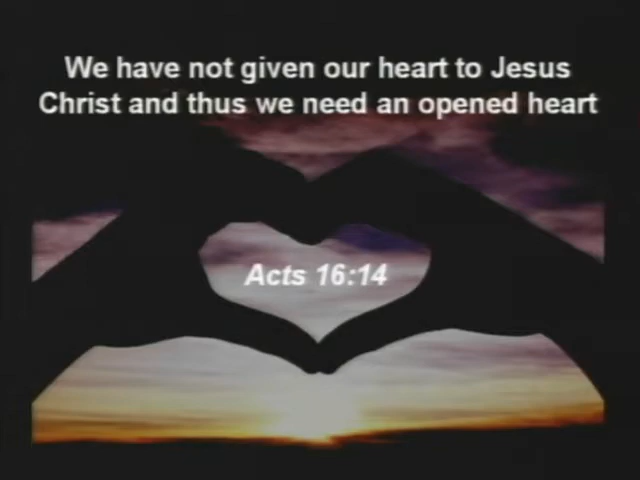 We have not given our heart to Jesus
Christ and thus we need an opened heart
Acts 16:14